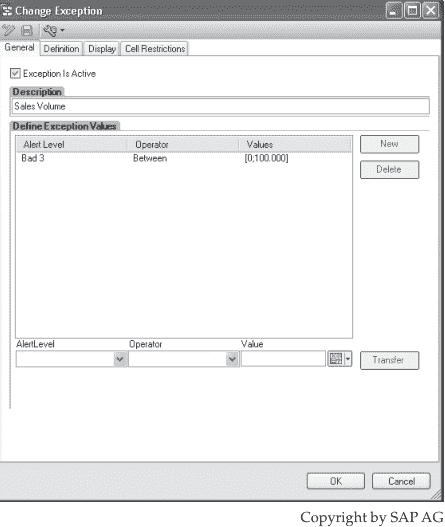 Change Exception
General Definition Display Cell Restrictions
Exception Is Active
Description
Sales Volume
Define Exception Values
Alert Level Operator Values
Bad 3 Between [0;100.000]
New
Delete
AlertLevel Operator Value
Transfer
OK Cancel
Copyright by SAP AG